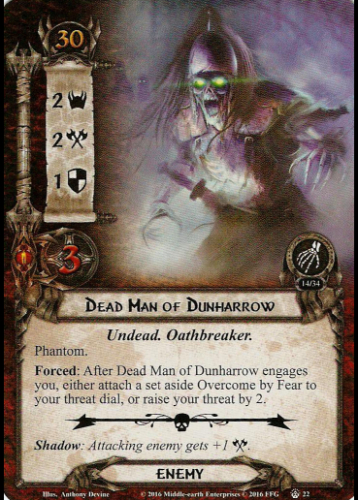 30
2
2
1
3
14/34
DEAD MAN OF DUNHARROW
Undead. Oathbreaker.
Phantom.
Forced: After Dead Man of Dunharrow engages
you, either attach a set aside Overcome by Fear to
your threat dial, or raise your threat by 2.
Shadow: Attacking enemy gets +1 .
ENEMY
Illus. Anthony Devine © 2016 Middle-earth Enterprises © 2016 FFG 22